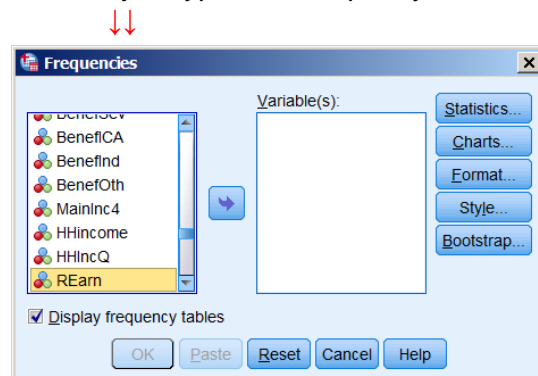 Frequencies
Variable(s):
BenefICA
BenefInd
BenefOth
MainInc4
HHincome
HHIncQ
REarn
Statistics...
Charts...
Format...
Style...
Bootstrap...
Display frequency tables
OK Paste Reset Cancel Help